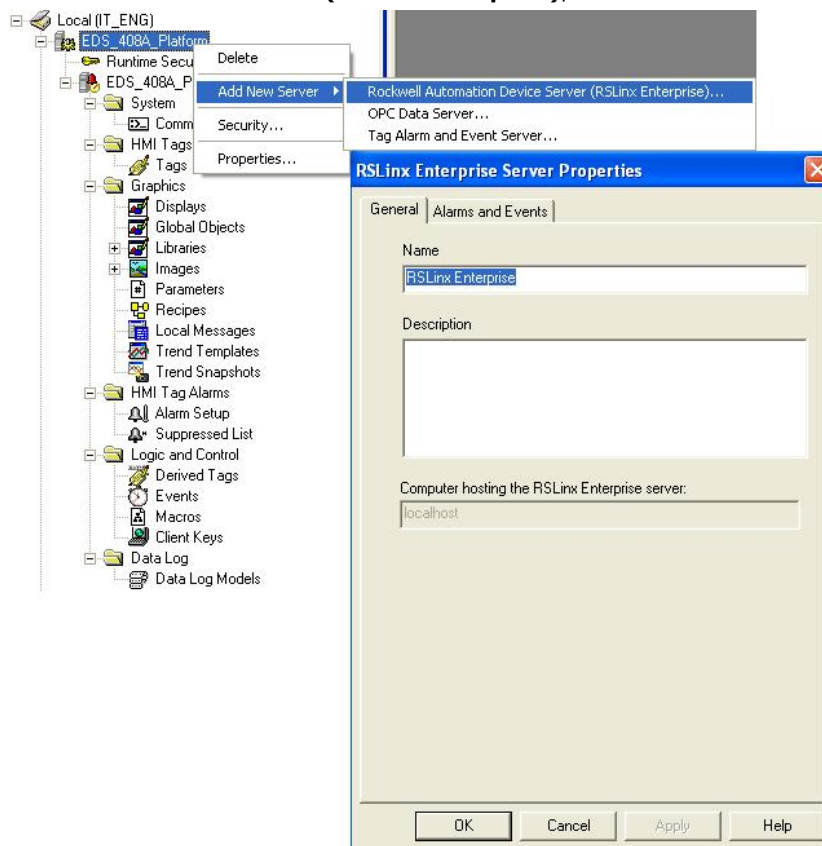 Local (IT_ENG)
EDS_408A_Platform
Runtime Secu
EDS_408A_P
System
Comm
HMI Tags
Tags
Graphics
Displays
Global Objects
Libraries
Images
Parameters
Recipes
Local Messages
Trend Templates
Trend Snapshots
HMI Tag Alarms
Alarm Setup
Suppressed List
Logic and Control
Derived Tags
Events
Macros
Client Keys
Data Log
Data Log Models
Delete
Add New Server
Security...
Properties...
Rockwell Automation Device Server (RSLinx Enterprise)...
OPC Data Server...
Tag Alarm and Event Server...
RSLinx Enterprise Server Properties
General Alarms and Events
Name
RSLinx Enterprise
Description
Computer hosting the RSLinx Enterprise server:
localhost
OK Cancel Apply Help